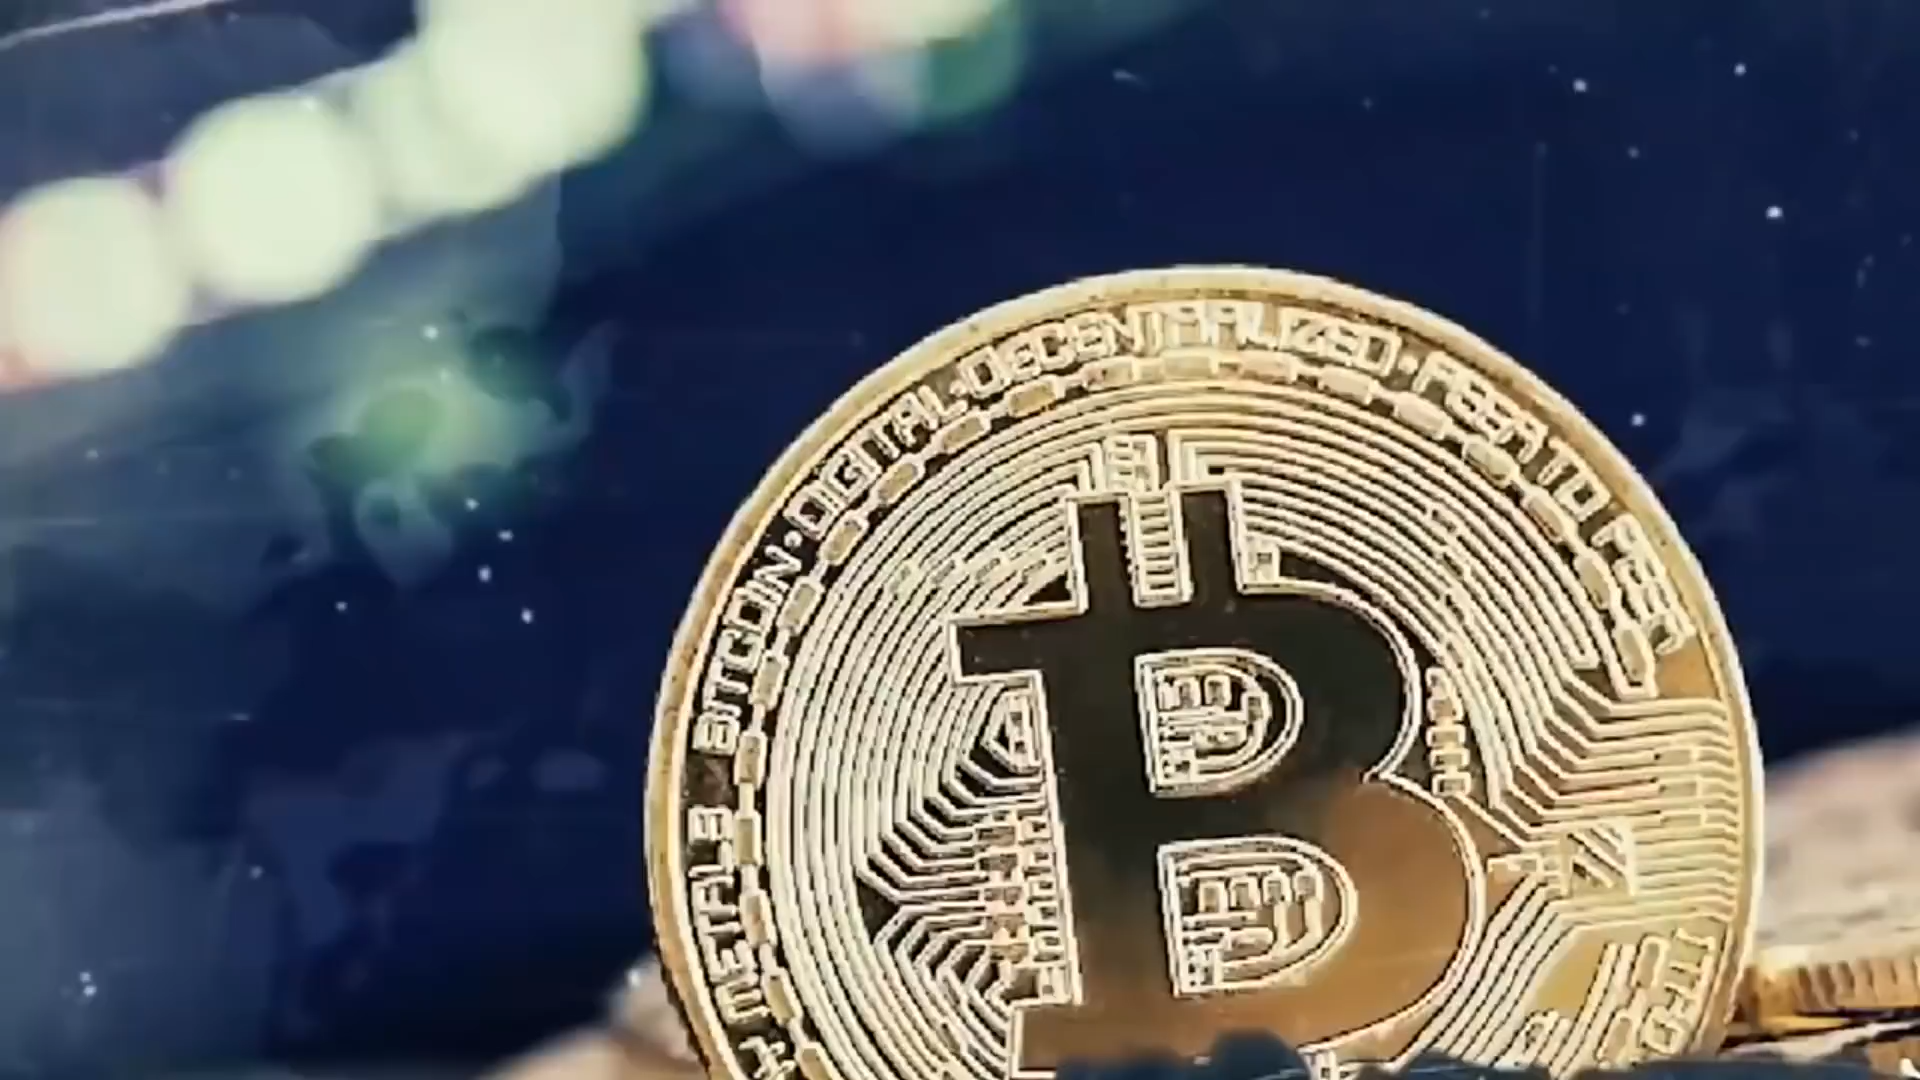 BITCOIN • DIGITAL • DECENTRALIZED • PEER TO PEER